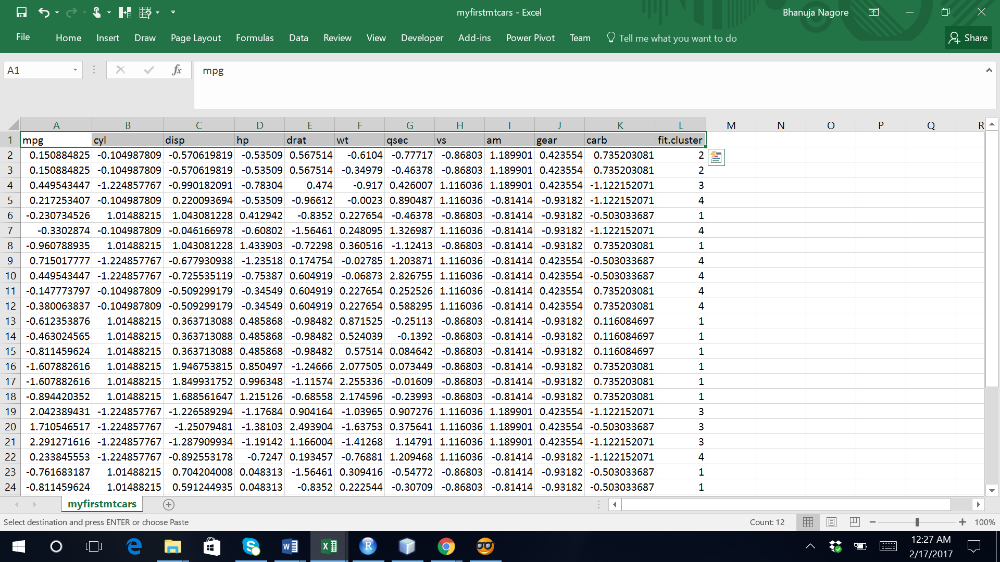 myfirstmtcars - Excel
Bhanuja Nagore
File Home Insert Draw Page Layout Formulas Data Review View Developer Add-ins Power Pivot Team Tell me what you want to do Share
A1 fx mpg
A B C D E F G H I J K L M N O P Q R
1 mpg cyl disp hp drat wt qsec vs am gear carb fit.cluster
2 0.150884825 -0.104987809 -0.570619819 -0.53509 0.567514 -0.6104 -0.77717 -0.86803 1.189901 0.423554 0.735203081 2
3 0.150884825 -0.104987809 -0.570619819 -0.53509 0.567514 -0.34979 -0.46378 -0.86803 1.189901 0.423554 0.735203081 2
4 0.449543447 -1.224857767 -0.990182091 -0.78304 0.474 -0.917 0.426007 1.116036 1.189901 0.423554 -1.122152071 3
5 0.217253407 -0.104987809 0.220093694 -0.53509 -0.96612 -0.0023 0.890487 1.116036 -0.81414 -0.93182 -1.122152071 4
6 -0.230734526 1.01488215 1.043081228 0.412942 -0.8352 0.227654 -0.46378 -0.86803 -0.81414 -0.93182 -0.503033687 1
7 -0.3302874 -0.104987809 -0.046166978 -0.60802 -1.56461 0.248095 1.326987 1.116036 -0.81414 -0.93182 -1.122152071 4
8 -0.960788935 1.01488215 1.043081228 1.433903 -0.72298 0.360516 -1.12413 -0.86803 -0.81414 -0.93182 0.735203081 1
9 0.715017777 -1.224857767 -0.677930938 -1.23518 0.174754 -0.02785 1.203871 1.116036 -0.81414 0.423554 -0.503033687 4
10 0.449543447 -1.224857767 -0.725535119 -0.75387 0.604919 -0.06873 2.826755 1.116036 -0.81414 0.423554 -0.503033687 4
11 -0.147773797 -0.104987809 -0.509299179 -0.34549 0.604919 0.227654 0.252526 1.116036 -0.81414 0.423554 0.735203081 4
12 -0.380063837 -0.104987809 -0.509299179 -0.34549 0.604919 0.227654 0.588295 1.116036 -0.81414 0.423554 0.735203081 4
13 -0.612353876 1.01488215 0.363713088 0.485868 -0.98482 0.871525 -0.25113 -0.86803 -0.81414 -0.93182 0.116084697 1
14 -0.463024565 1.01488215 0.363713088 0.485868 -0.98482 0.524039 -0.1392 -0.86803 -0.81414 -0.93182 0.116084697 1
15 -0.811459624 1.01488215 0.363713088 0.485868 -0.98482 0.57514 0.084642 -0.86803 -0.81414 -0.93182 0.116084697 1
16 -1.607882616 1.01488215 1.946753815 0.850497 -1.24666 2.077505 0.073449 -0.86803 -0.81414 -0.93182 0.735203081 1
17 -1.607882616 1.01488215 1.849931752 0.996348 -1.11574 2.255336 -0.01609 -0.86803 -0.81414 -0.93182 0.735203081 1
18 -0.894420352 1.01488215 1.688561647 1.215126 -0.68558 2.174596 -0.23993 -0.86803 -0.81414 -0.93182 0.735203081 1
19 2.042389431 -1.224857767 -1.226589294 -1.17684 0.904164 -1.03965 0.907276 1.116036 1.189901 0.423554 -1.122152071 3
20 1.710546517 -1.224857767 -1.25079481 -1.38103 2.493904 -1.63753 0.375641 1.116036 1.189901 0.423554 -0.503033687 3
21 2.291271616 -1.224857767 -1.287909934 -1.19142 1.166004 -1.41268 1.14791 1.116036 1.189901 0.423554 -1.122152071 3
22 0.233845553 -1.224857767 -0.892553178 -0.7247 0.193457 -0.76881 1.209468 1.116036 -0.81414 -0.93182 -1.122152071 4
23 -0.761683187 1.01488215 0.704204008 0.048313 -1.56461 0.309416 -0.54772 -0.86803 -0.81414 -0.93182 -0.503033687 1
24 -0.811459624 1.01488215 0.591244935 0.048313 -0.8352 0.222544 -0.30709 -0.86803 -0.81414 -0.93182 -0.503033687 1
myfirstmtcars
Select destination and press ENTER or choose Paste
Count: 12
100%
12:27 AM
2/17/2017